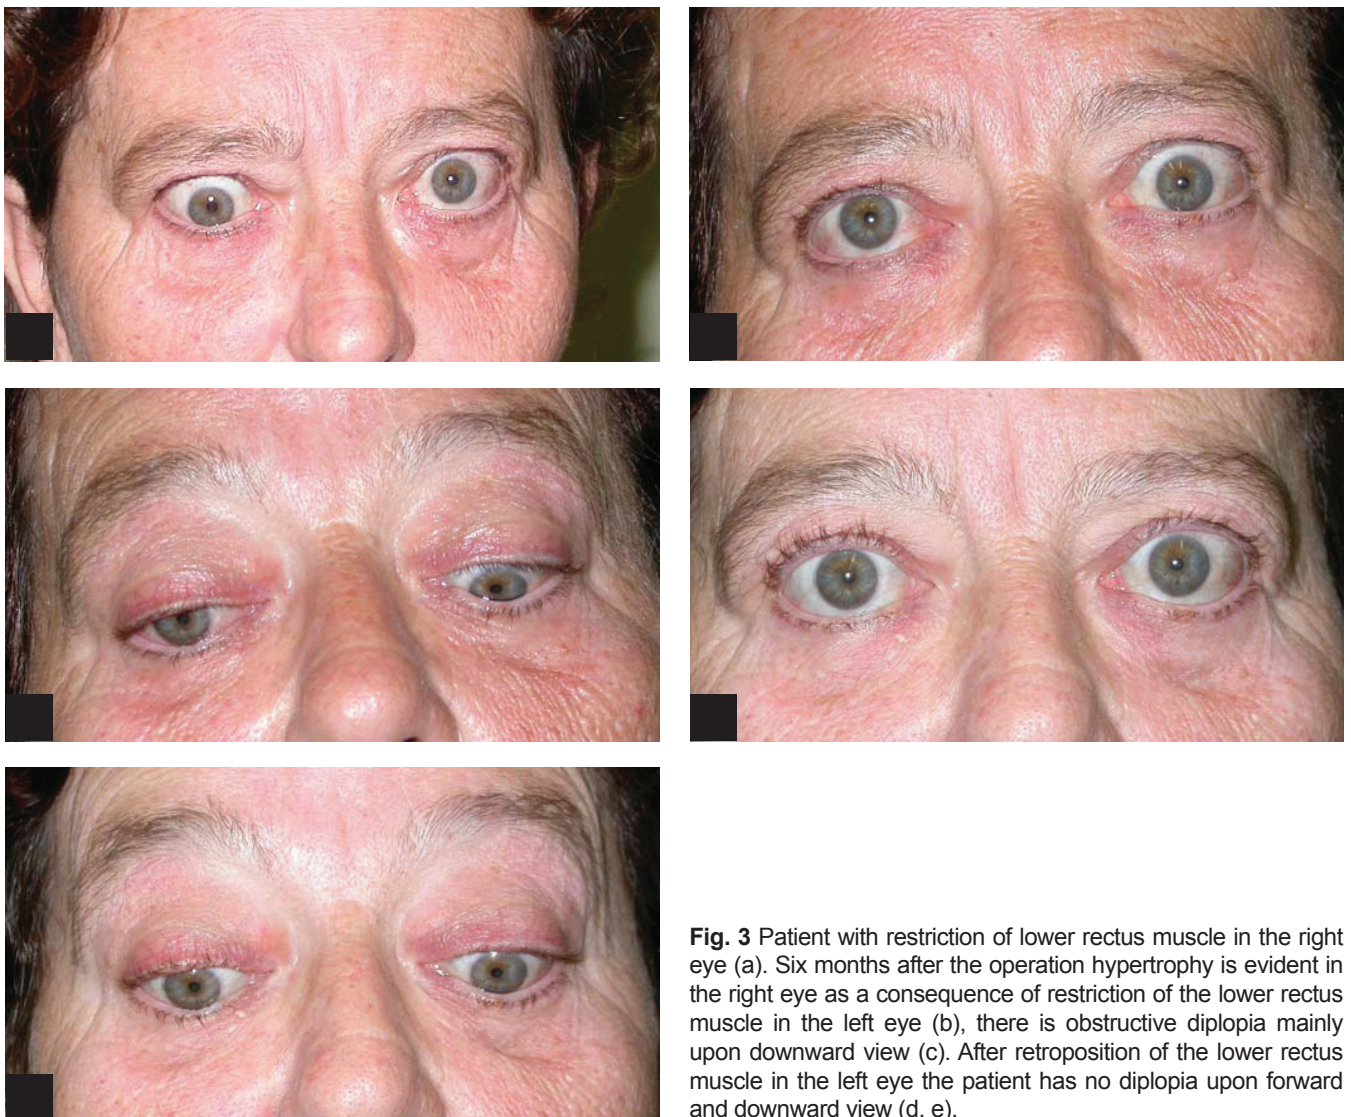 Fig. 3 Patient with restriction of lower rectus muscle in the right
eye (a). Six months after the operation hypertrophy is evident in
the right eye as a consequence of restriction of the lower rectus
muscle in the left eye (b), there is obstructive diplopia mainly
upon downward view (c). After retroposition of the lower rectus
muscle in the left eye the patient has no diplopia upon forward
and downward view (d, e).